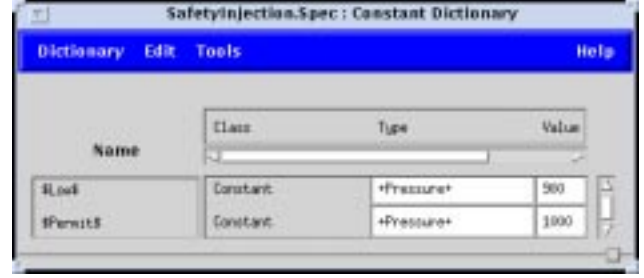 SafetyInjection.Spec : Constant Dictionary
Dictionary Edit Tools Help
Name Class Type Value
$Low$ Constant +Pressure+ 900
$Permit$ Constant +Pressure+ 1000